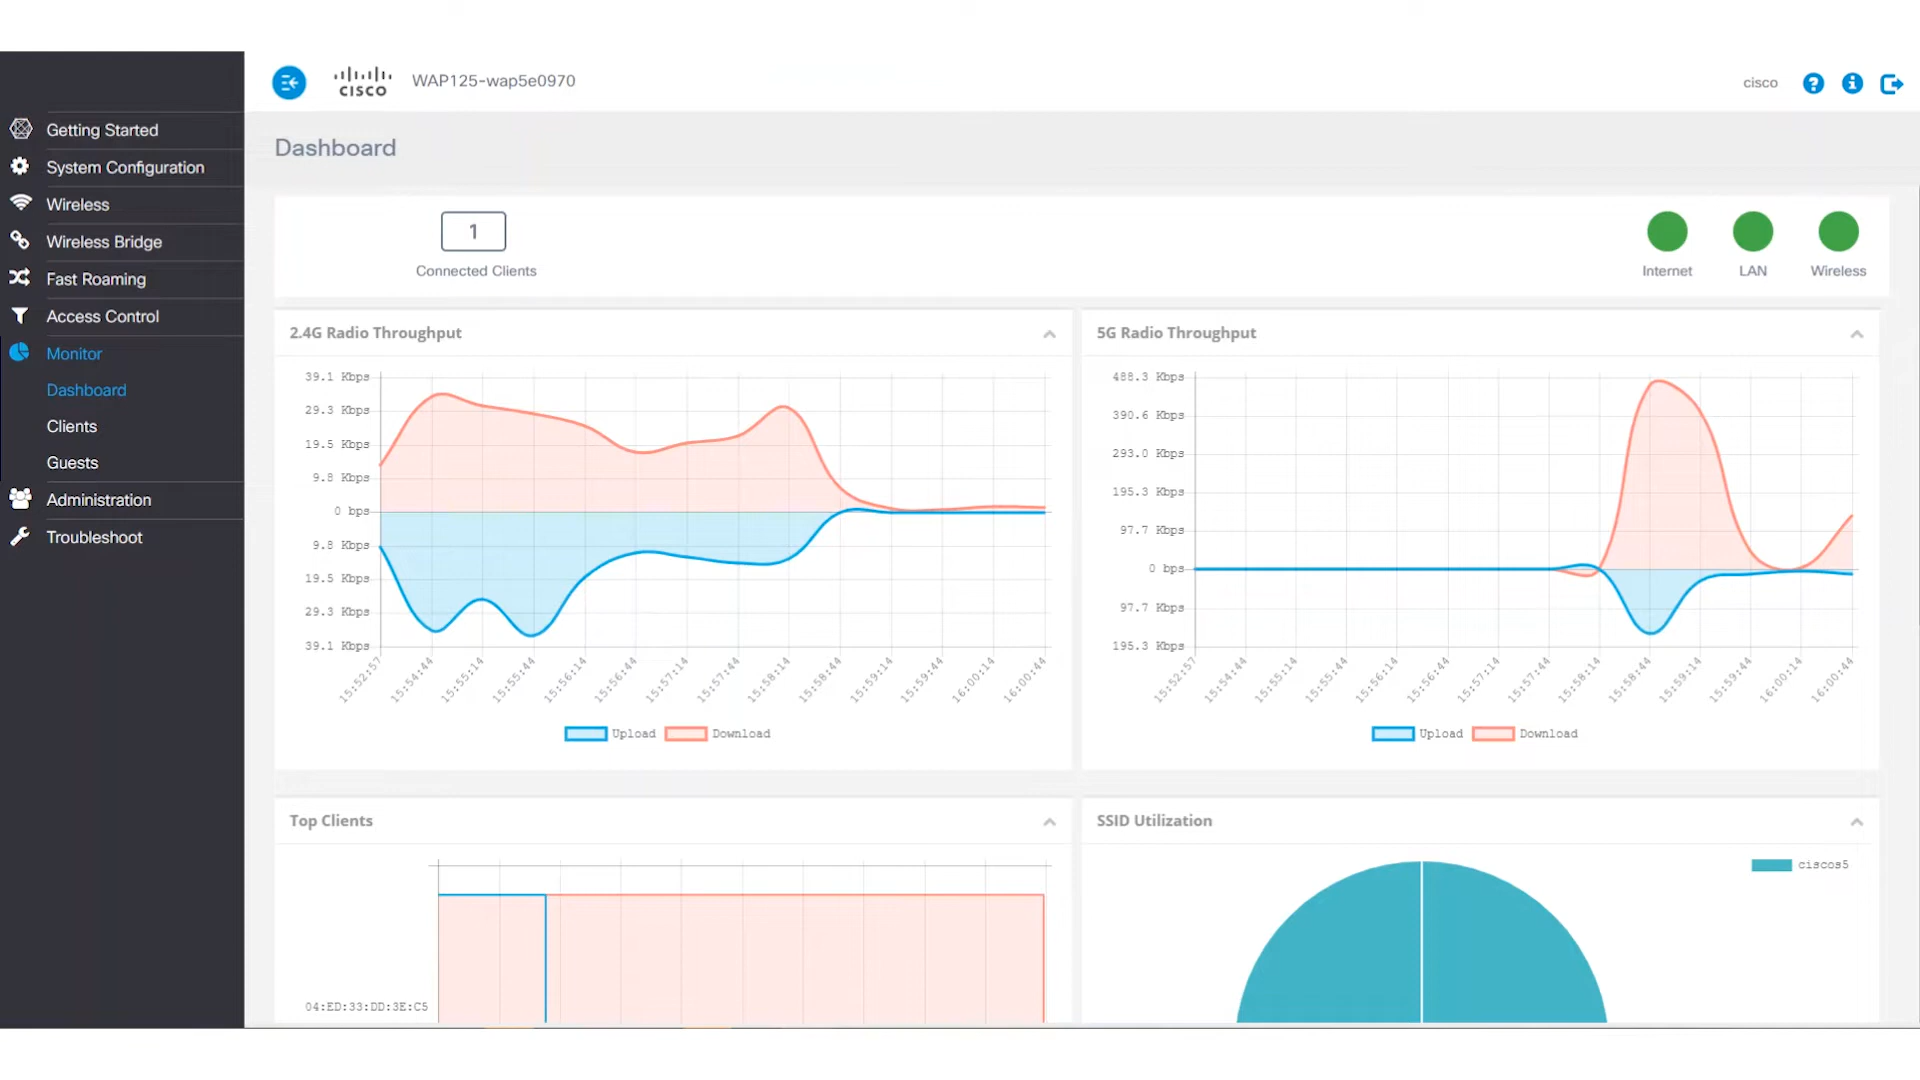 cisco
WAP125-wap5e0970
cisco
Getting Started
System Configuration
Wireless
Wireless Bridge
Fast Roaming
Access Control
Monitor
Dashboard
Clients
Guests
Administration
Troubleshoot
Dashboard
1
Connected Clients
Internet
LAN
Wireless
2.4G Radio Throughput
39.1 Kbps
29.3 Kbps
19.5 Kbps
9.8 Kbps
0 bps
9.8 Kbps
19.5 Kbps
29.3 Kbps
39.1 Kbps
15:52:57
15:54:44
15:55:14
15:55:44
15:56:14
15:56:44
15:57:14
15:57:44
15:58:14
15:58:44
15:59:14
15:59:44
16:00:14
16:00:44
Upload
Download
5G Radio Throughput
488.3 Kbps
390.6 Kbps
293.0 Kbps
195.3 Kbps
97.7 Kbps
0 bps
97.7 Kbps
195.3 Kbps
15:52:57
15:54:44
15:55:14
15:55:44
15:56:14
15:56:44
15:57:14
15:57:44
15:58:14
15:58:44
15:59:14
15:59:44
16:00:14
16:00:44
Upload
Download
Top Clients
04:ED:33:DD:3E:C5
SSID Utilization
ciscos5